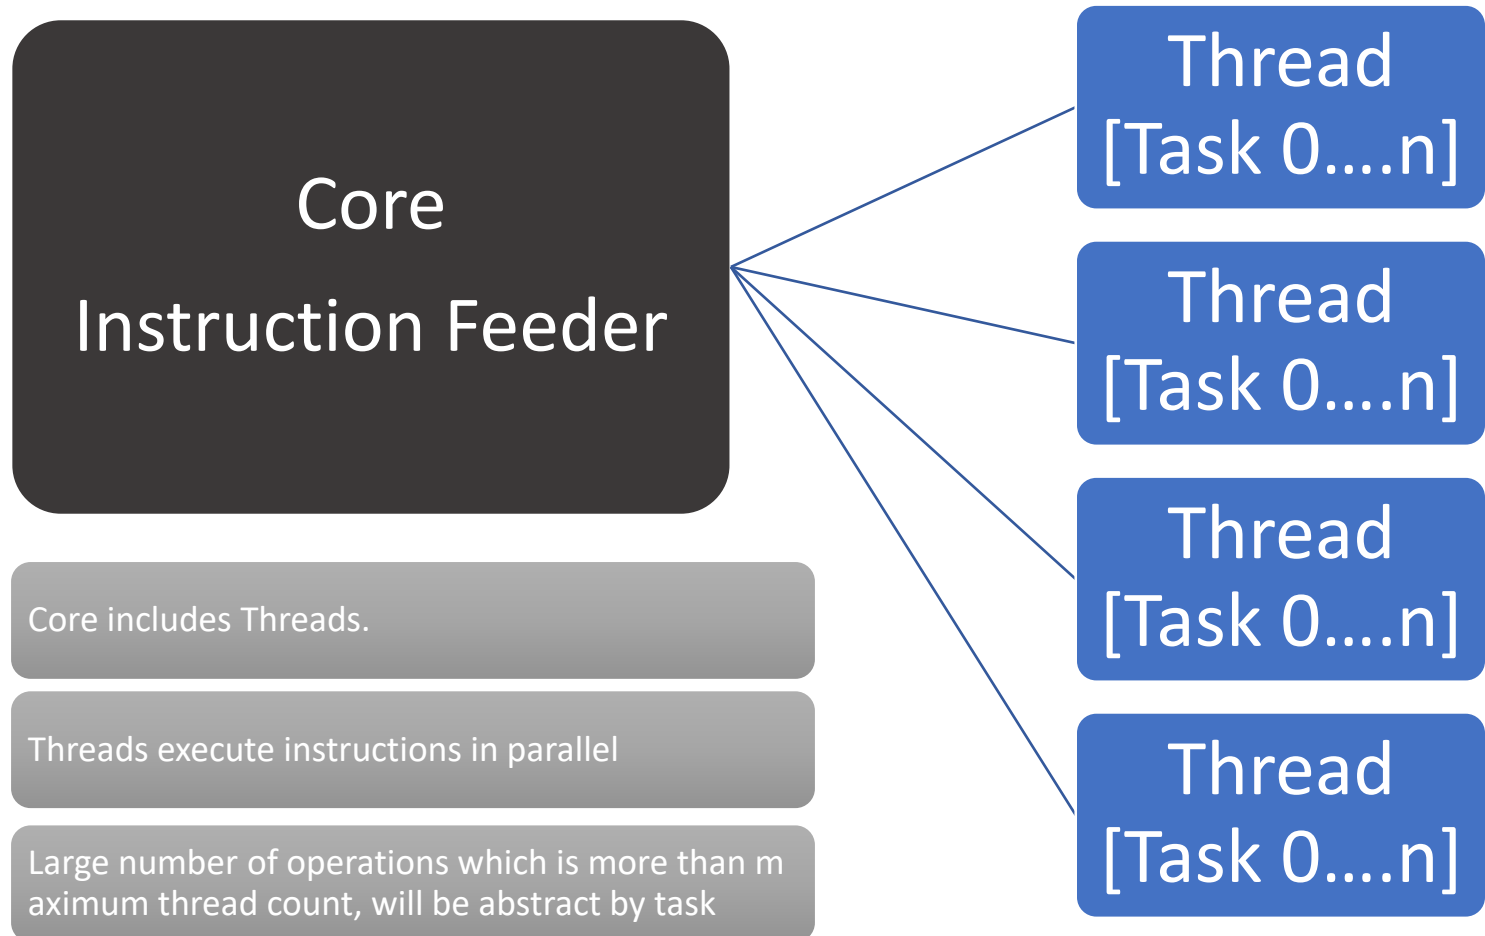 Core
Instruction Feeder
Thread
[Task 0....n]
Thread
[Task 0....n]
Thread
[Task 0....n]
Thread
[Task 0....n]
Core includes Threads.
Threads execute instructions in parallel
Large number of operations which is more than m
aximum thread count, will be abstract by task